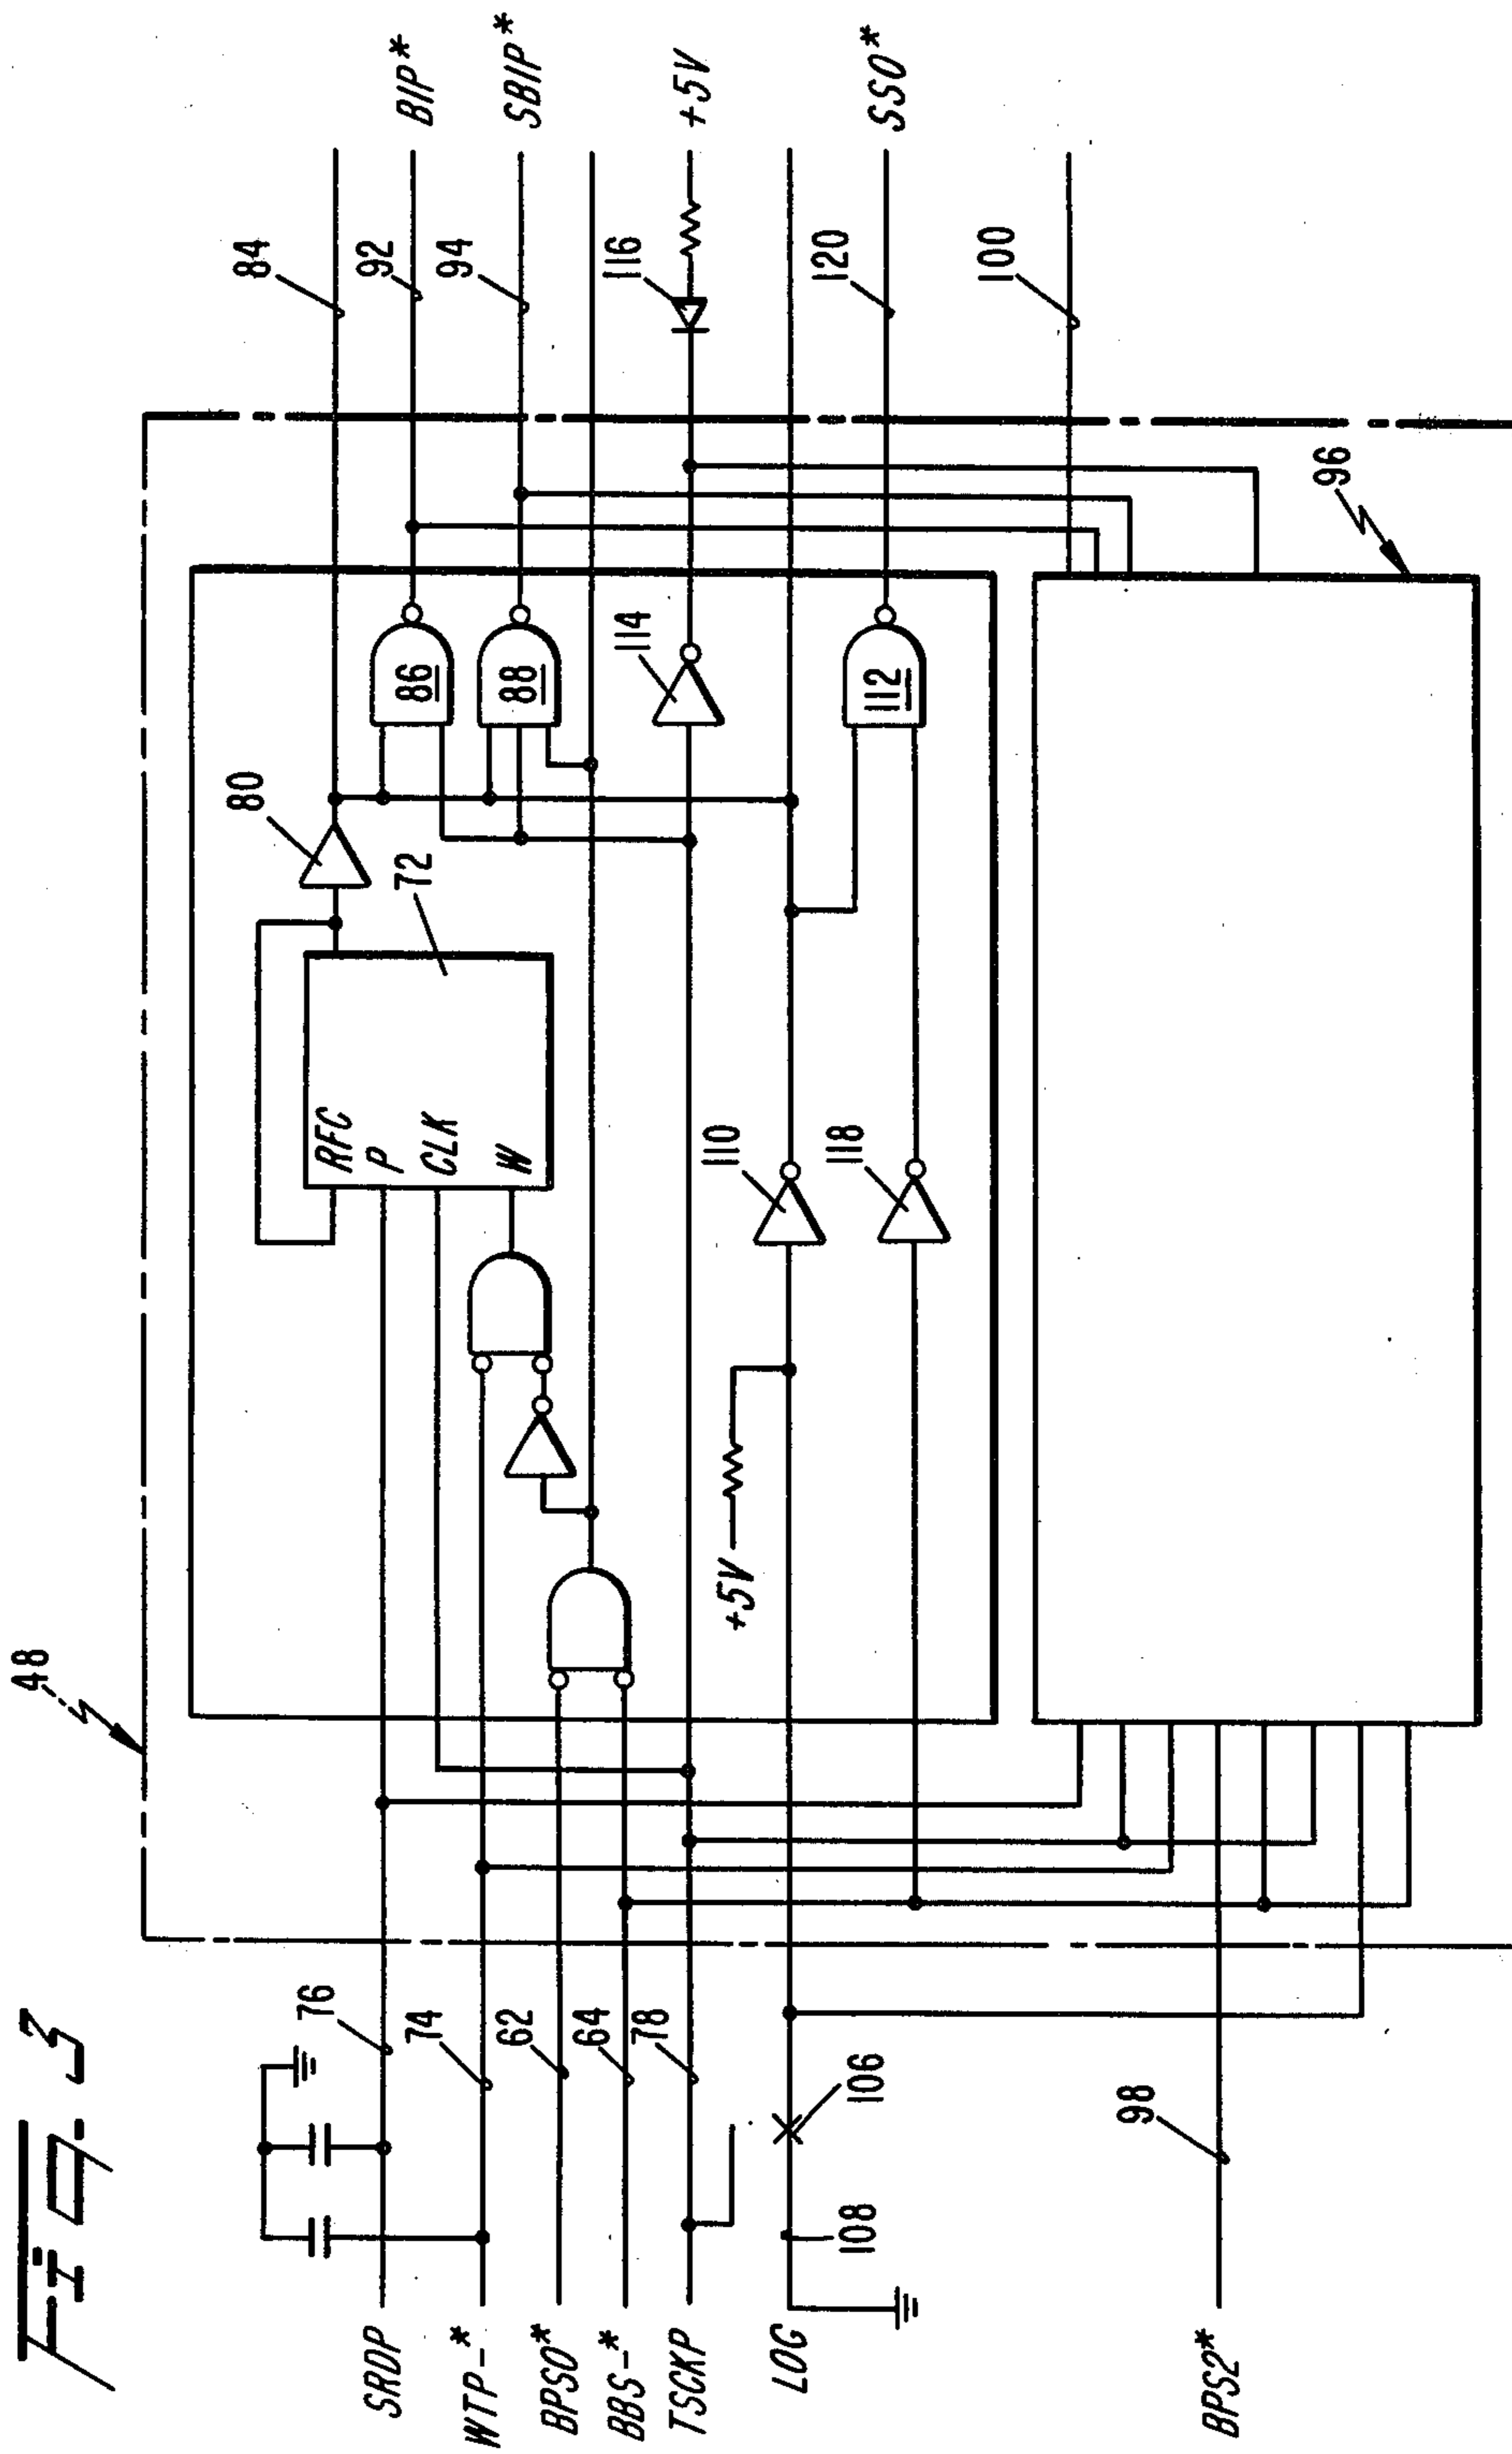 Fig. 3
48
84
BIP*
92
SBIP*
94
+5V
116
SSO*
120
100
96
80
86
88
114
112
72
RFC
P
CLK
W
110
118
+5V
76
74
62
64
78
106
108
98
SRDP
WTP-*
BPSO*
BBS-*
TSCKP
LOG
BPS2*